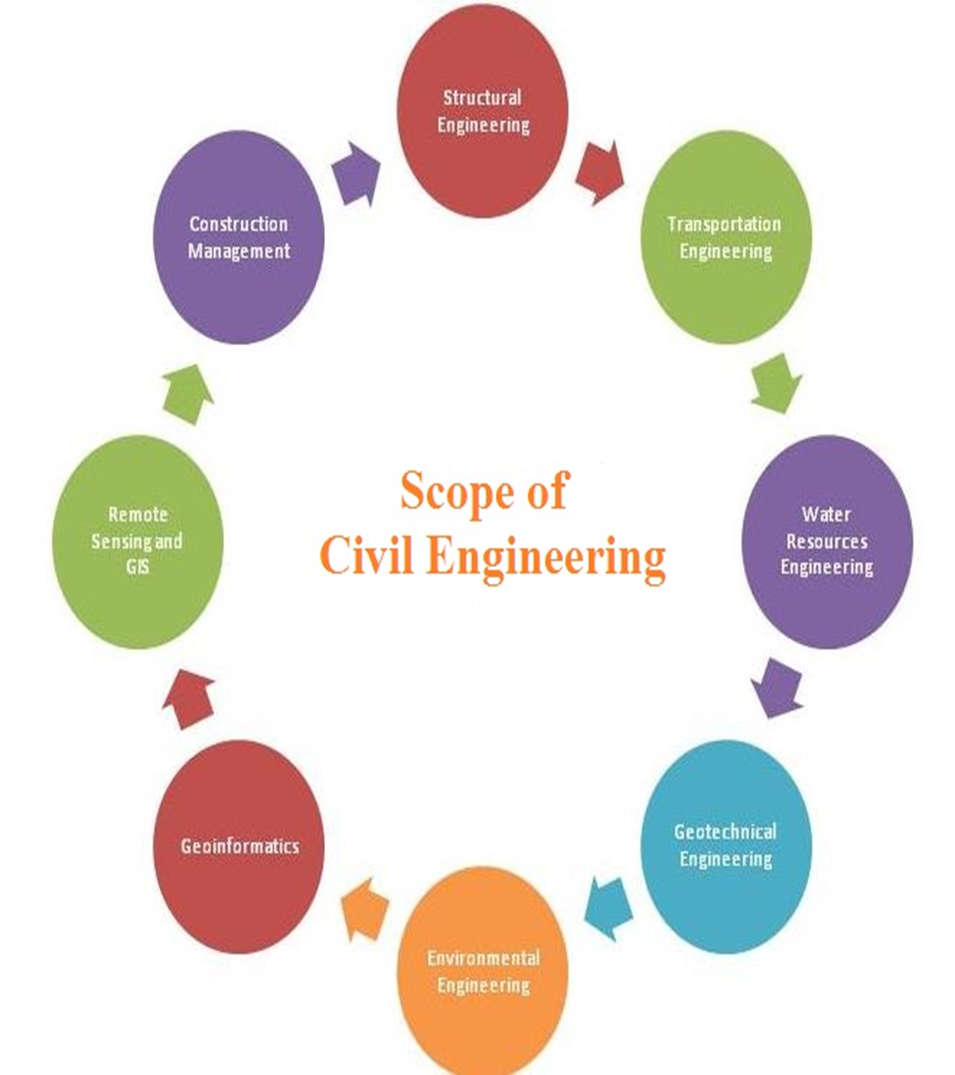 Structural
Engineering
Transportation
Engineering
Water
Resources
Engineering
Geotechnical
Engineering
Environmental
Engineering
Geoinformatics
Remote
Sensing and
GIS
Construction
Management
Scope of
Civil Engineering